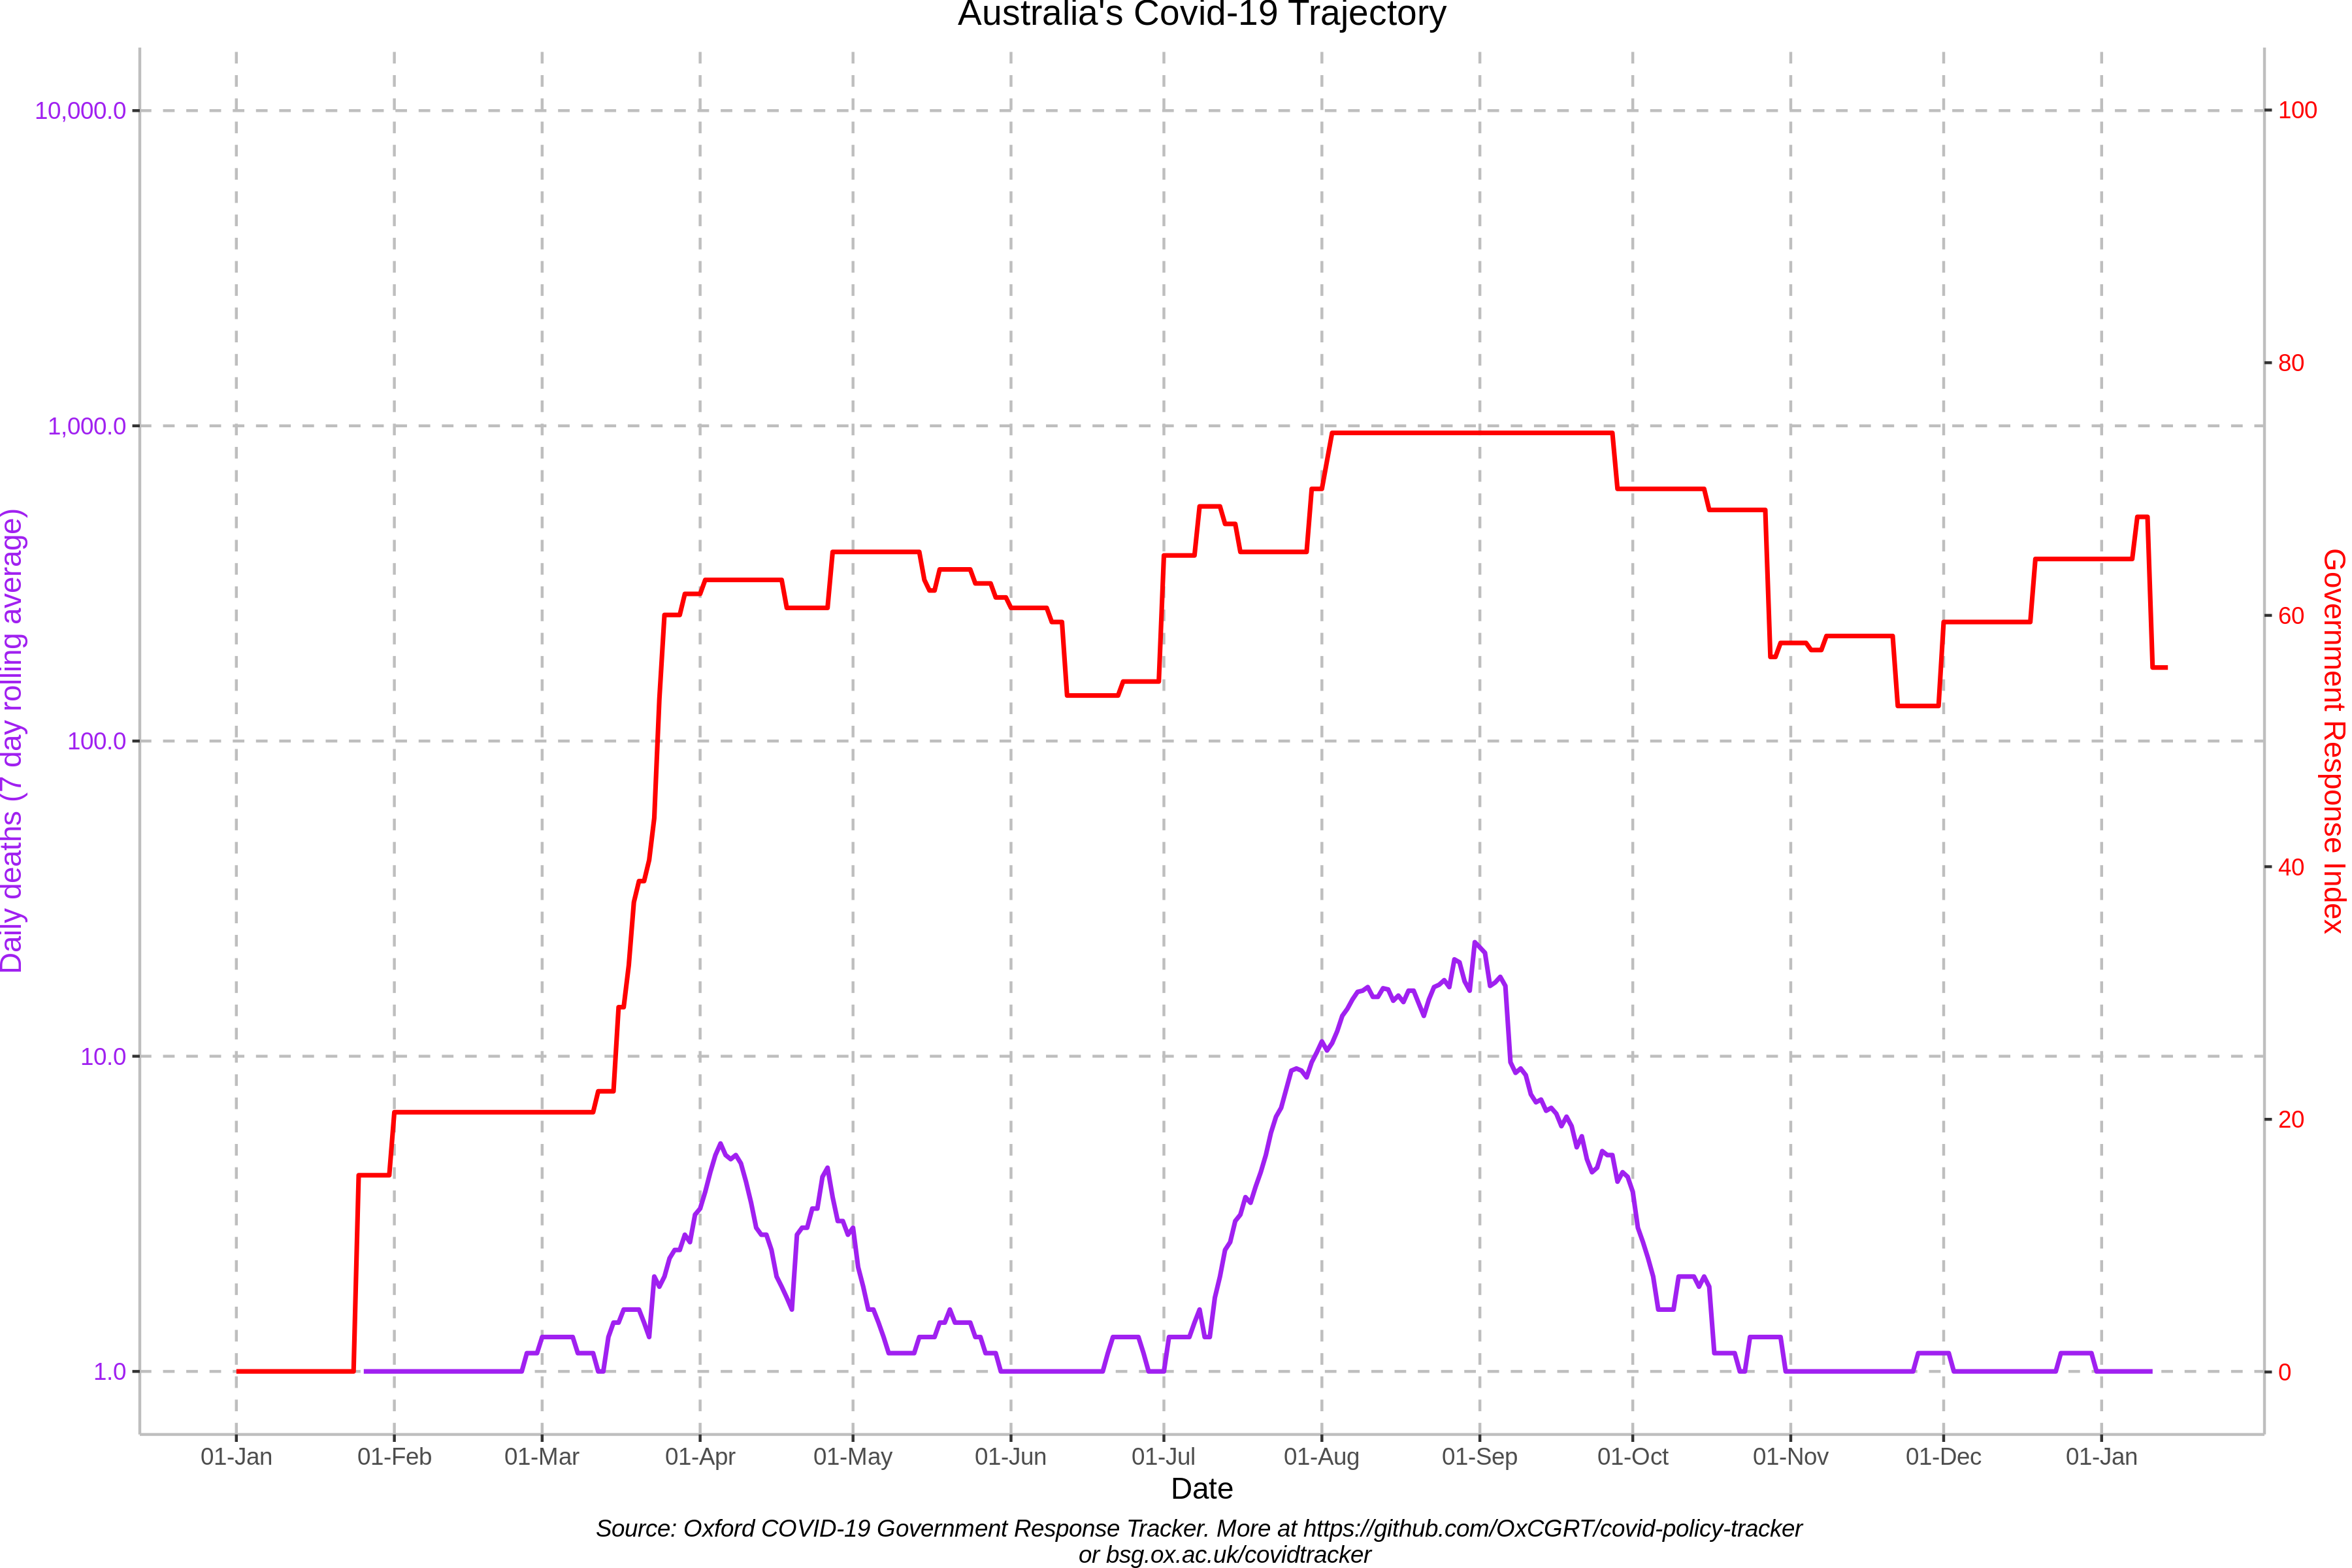 Australia's Covid-19 Trajectory
10,000.0
1,000.0
100.0
10.0
1.0
Daily deaths (7 day rolling average)
100
80
60
40
20
0
Government Response Index
01-Jan 01-Feb 01-Mar 01-Apr 01-May 01-Jun 01-Jul 01-Aug 01-Sep 01-Oct 01-Nov 01-Dec 01-Jan
Date
Source: Oxford COVID-19 Government Response Tracker. More at https://github.com/OxCGRT/covid-policy-tracker
or bsg.ox.ac.uk/covidtracker